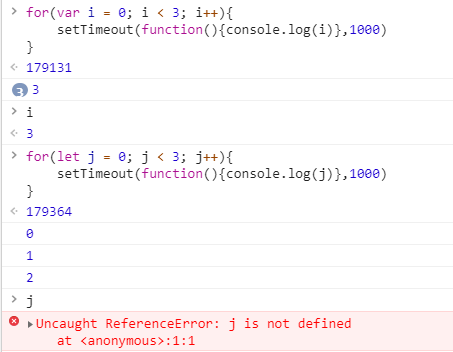 for(var i = 0; i < 3; i++){
    setTimeout(function(){console.log(i)},1000)
}
179131
3 3
i
3
for(let j = 0; j < 3; j++){
    setTimeout(function(){console.log(j)},1000)
}
179364
0
1
2
j
Uncaught ReferenceError: j is not defined
    at <anonymous>:1:1